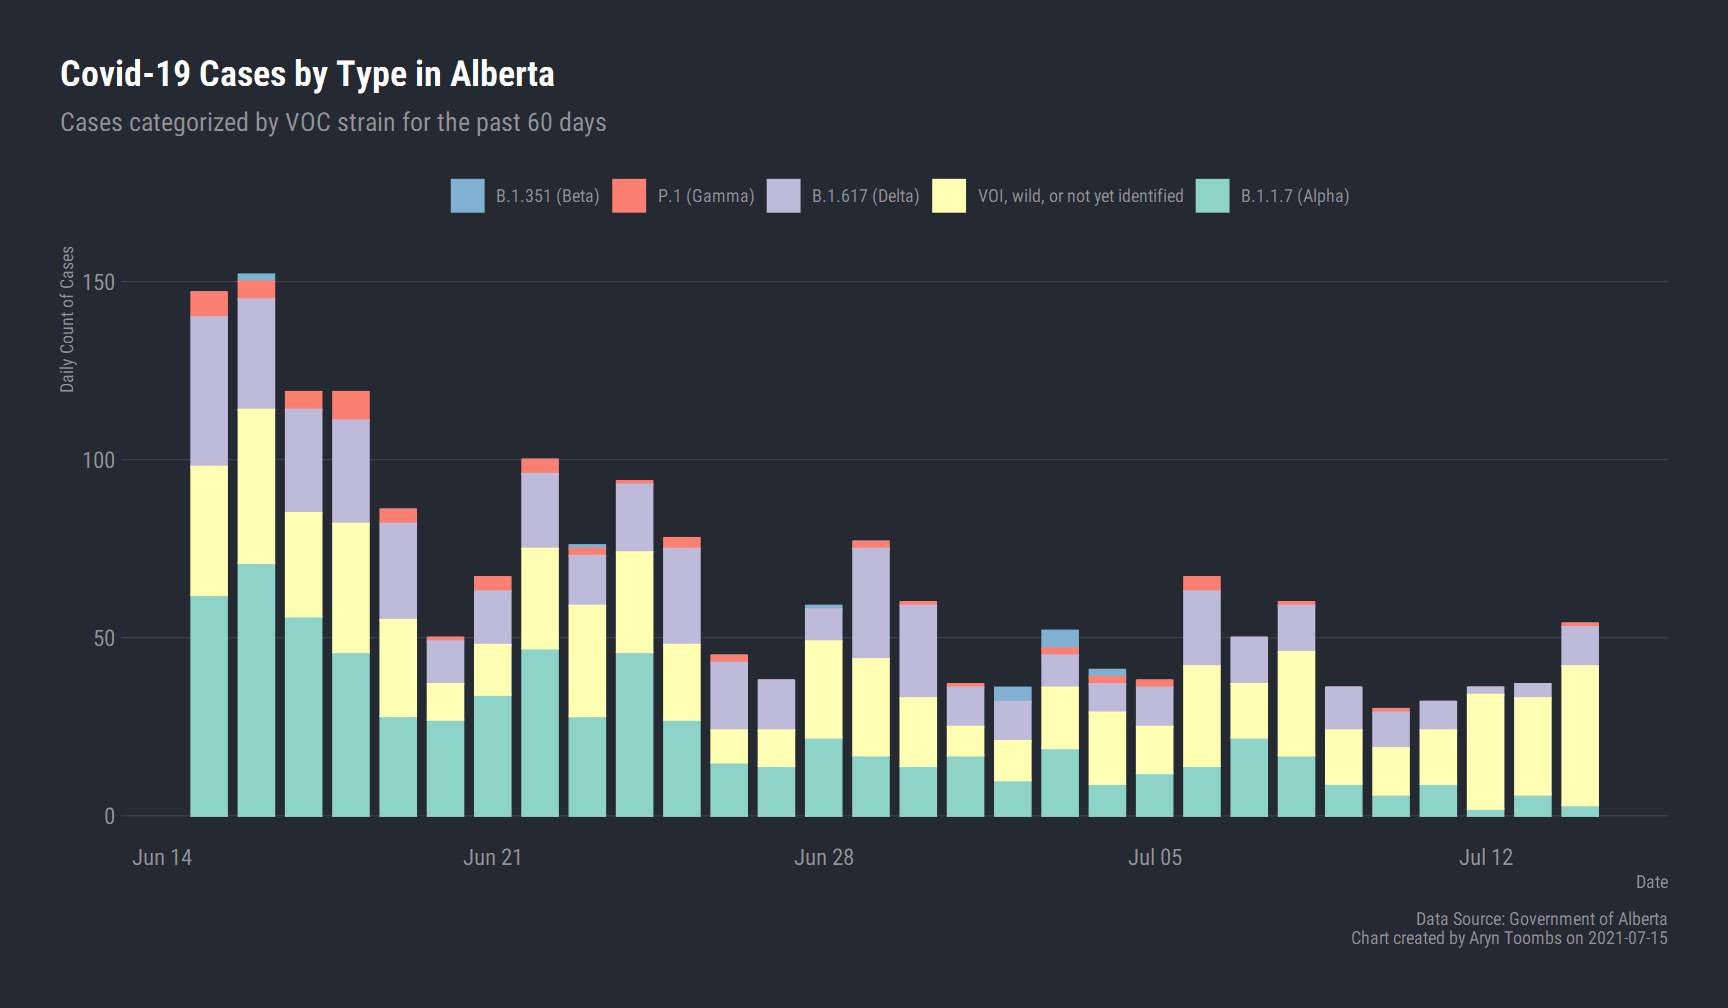 Covid-19 Cases by Type in Alberta
Cases categorized by VOC strain for the past 60 days
B.1.351 (Beta) P.1 (Gamma) B.1.617 (Delta) VOI, wild, or not yet identified B.1.1.7 (Alpha)
Daily Count of Cases
150
100
50
0
Jun 14 Jun 21 Jun 28 Jul 05 Jul 12
Date
Data Source: Government of Alberta
Chart created by Aryn Toombs on 2021-07-15